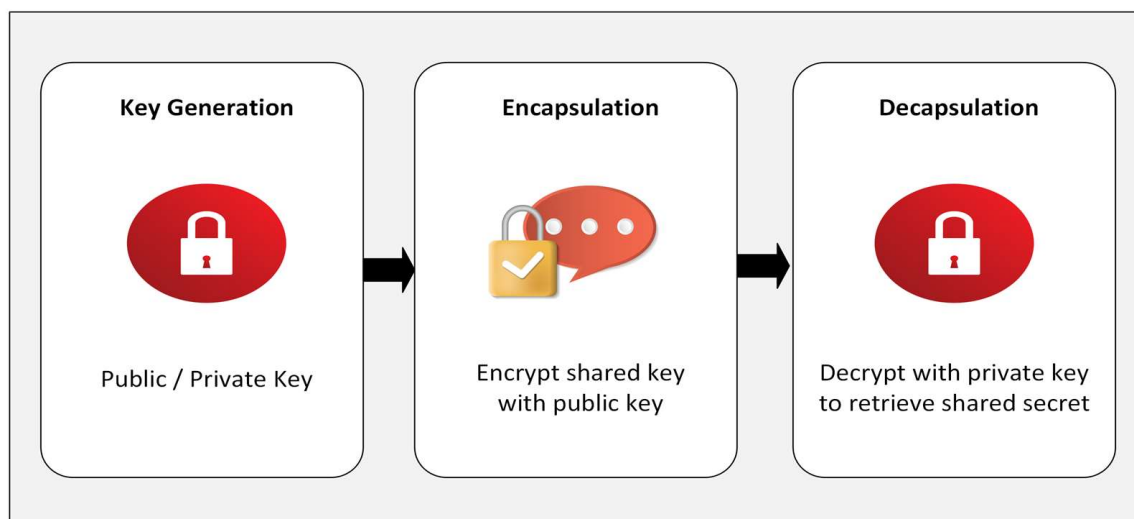 Key Generation
Public / Private Key
Encapsulation
Encrypt shared key
with public key
Decapsulation
Decrypt with private key
to retrieve shared secret